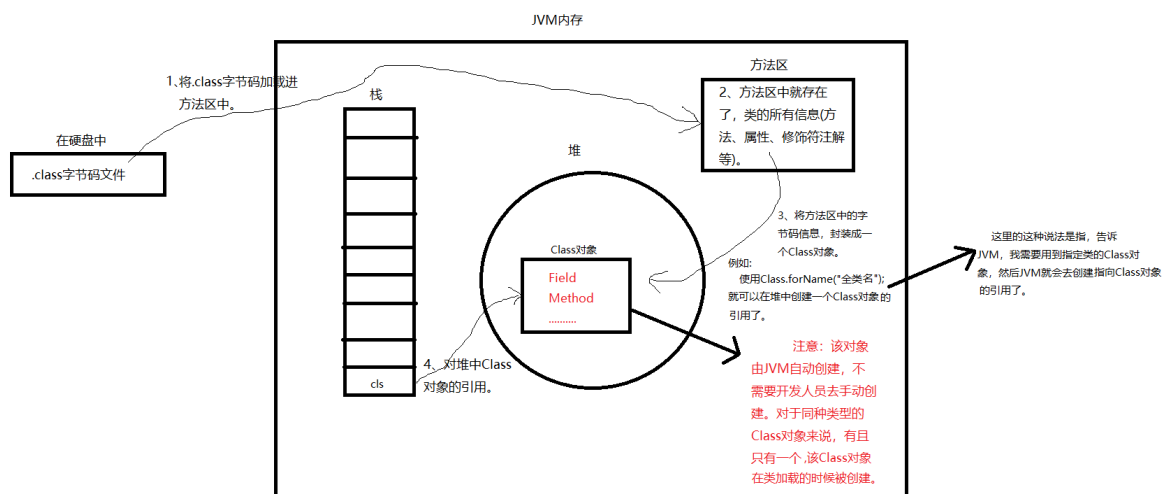 JVM内存
1、将.class字节码加载进
方法区中。
在硬盘中
.class字节码文件
栈
cls
方法区
2、方法区中就存在
了，类的所有信息(方
法、属性、修饰符注解
等)。
堆
Class对象
Field
Method
..........
3、将方法区中的字
节码信息，封装成一
个Class对象。
例如:
使用Class.forName("全类名");
就可以在堆中创建一个Class对象的
引用了。
4、对堆中Class
对象的引用。
注意：该对象
由JVM自动创建，不
需要开发人员去手动创
建。对于同种类型的
Class对象来说，有且
只有一个,该Class对象
在类加载的时候被创建。
这里的这种说法是指，告诉
JVM，我需要用到指定类的Class对
象，然后JVM就会去创建指向Class对象
的引用了。